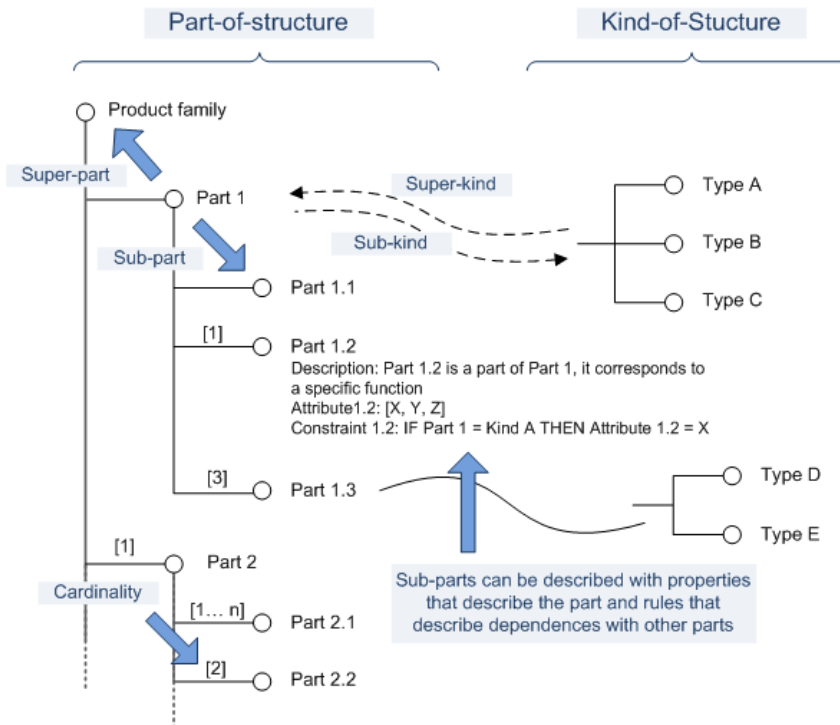 Part-of-structure
Kind-of-Stucture
Product family
Super-part
Part 1
Super-kind
Type A
Sub-part
Sub-kind
Type B
Part 1.1
Type C
[1]
Part 1.2
Description: Part 1.2 is a part of Part 1, it corresponds to
a specific function
Attribute1.2: [X, Y, Z]
Constraint 1.2: IF Part 1 = Kind A THEN Attribute 1.2 = X
[3]
Part 1.3
Type D
Type E
[1]
Part 2
Cardinality
Sub-parts can be described with properties
that describe the part and rules that
describe dependences with other parts
[1... n]
Part 2.1
[2]
Part 2.2